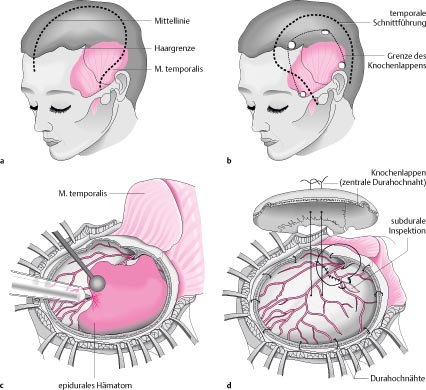 Mittellinie
Haargrenze
M. temporalis
a
temporale
Schnittführung
Grenze des
Knochenlappens
b
M. temporalis
epidurales Hämatom
c
Knochenlappen
(zentrale Durahochnaht)
subdurale
Inspektion
Durahochnähte
d